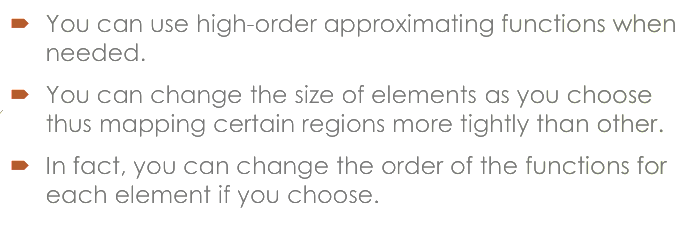 You can use high-order approximating functions when
needed.
You can change the size of elements as you choose
thus mapping certain regions more tightly than other.
In fact, you can change the order of the functions for
each element if you choose.